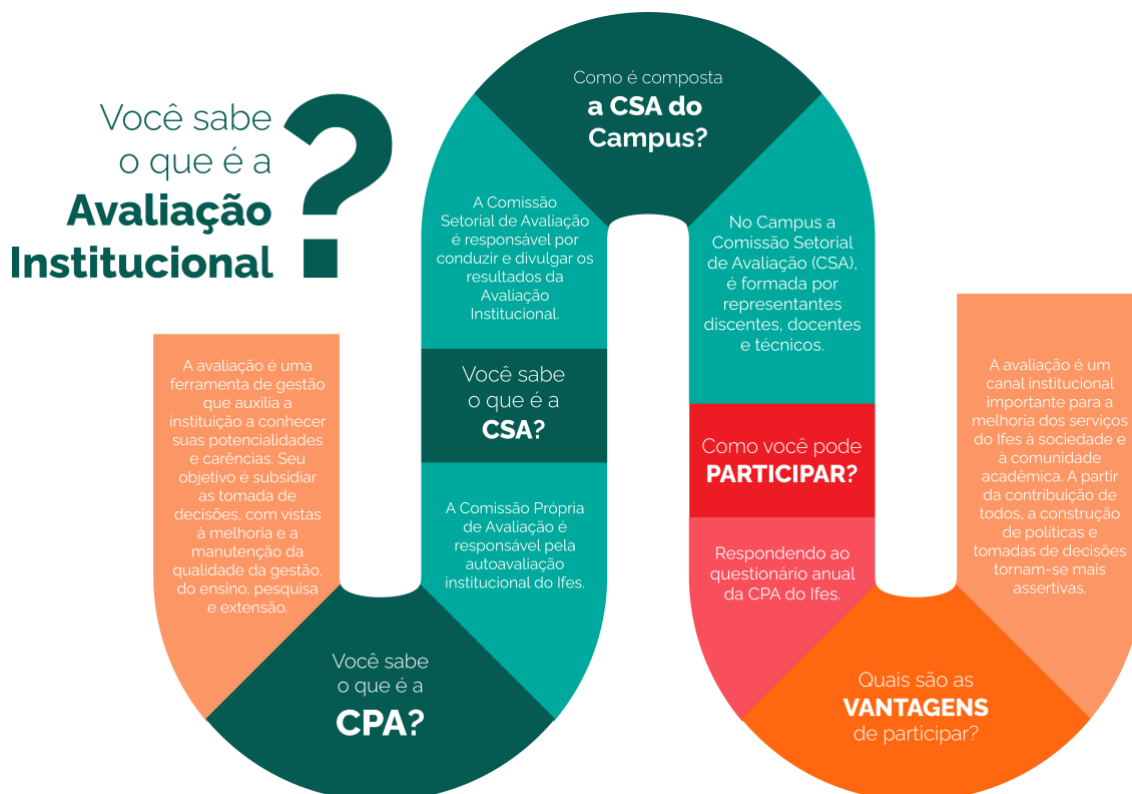 Você sabe
o que é a
Avaliação
Institucional
?
A avaliação é uma
ferramenta de gestão
que auxilia a
instituição a conhecer
suas potencialidades
e carências. Seu
objetivo é subsidiar
as tomada de
decisões, com vistas
à melhoria e a
manutenção da
qualidade da gestão,
do ensino, pesquisa
e extensão.
Você sabe
o que é a
CPA?
A Comissão Própria
de Avaliação é
responsável pela
autoavaliação
institucional do Ifes.
Você sabe
o que é a
CSA?
A Comissão
Setorial de Avaliação
é responsável por
conduzir e divulgar os
resultados da
Avaliação
Institucional.
Como é composta
a CSA do
Campus?
No Campus a
Comissão Setorial
de Avaliação (CSA),
é formada por
representantes
discentes, docentes
e técnicos.
Como você pode
PARTICIPAR?
Respondendo ao
questionário anual
da CPA do Ifes.
Quais são as
VANTAGENS
de participar?
A avaliação é um
canal institucional
importante para a
melhoria dos serviços
do Ifes à sociedade e
à comunidade
acadêmica. A partir
da contribuição de
todos, a construção
de políticas e
tomadas de decisões
tornam-se mais
assertivas.